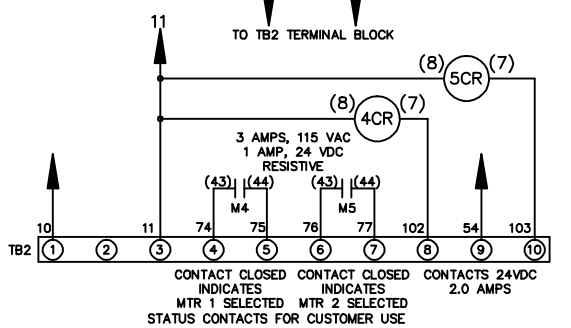 11
TO TB2 TERMINAL BLOCK
(8) 5CR (7)
(8) 4CR (7)
3 AMPS, 115 VAC
1 AMP, 24 VDC
RESISTIVE
(43) (44) (43) (44)
M4 M5
10 11 74 75 76 77 102 54 103
TB2 1 2 3 4 5 6 7 8 9 10
CONTACT CLOSED
INDICATES
MTR 1 SELECTED
CONTACT CLOSED
INDICATES
MTR 2 SELECTED
CONTACTS 24VDC
2.0 AMPS
STATUS CONTACTS FOR CUSTOMER USE